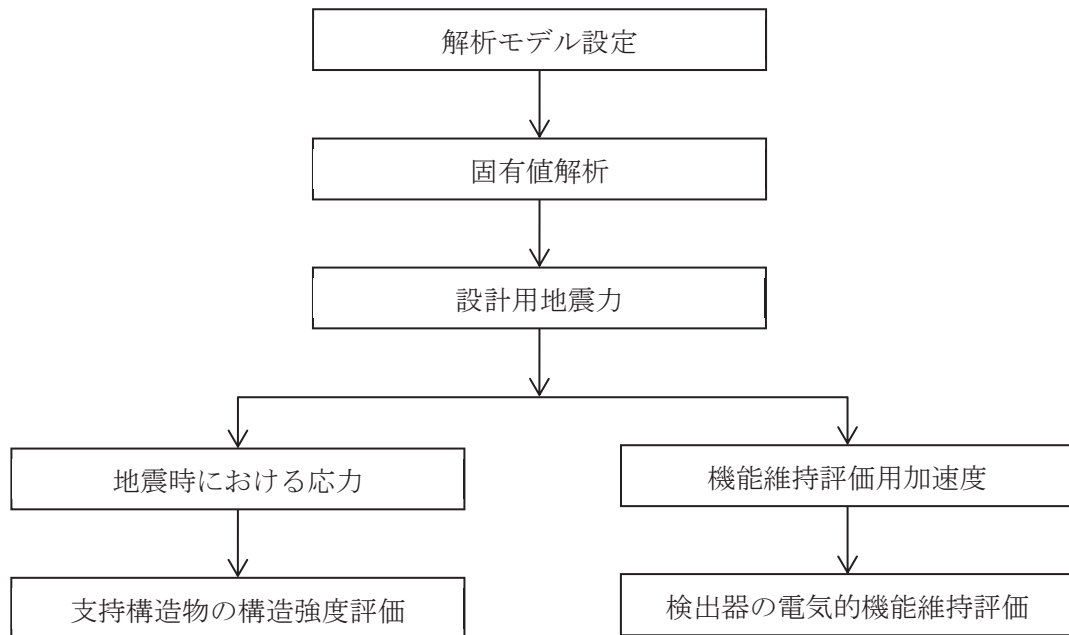 解析モデル設定
固有値解析
設計用地震力
地震時における応力
機能維持評価用加速度
支持構造物の構造強度評価
検出器の電気的機能維持評価